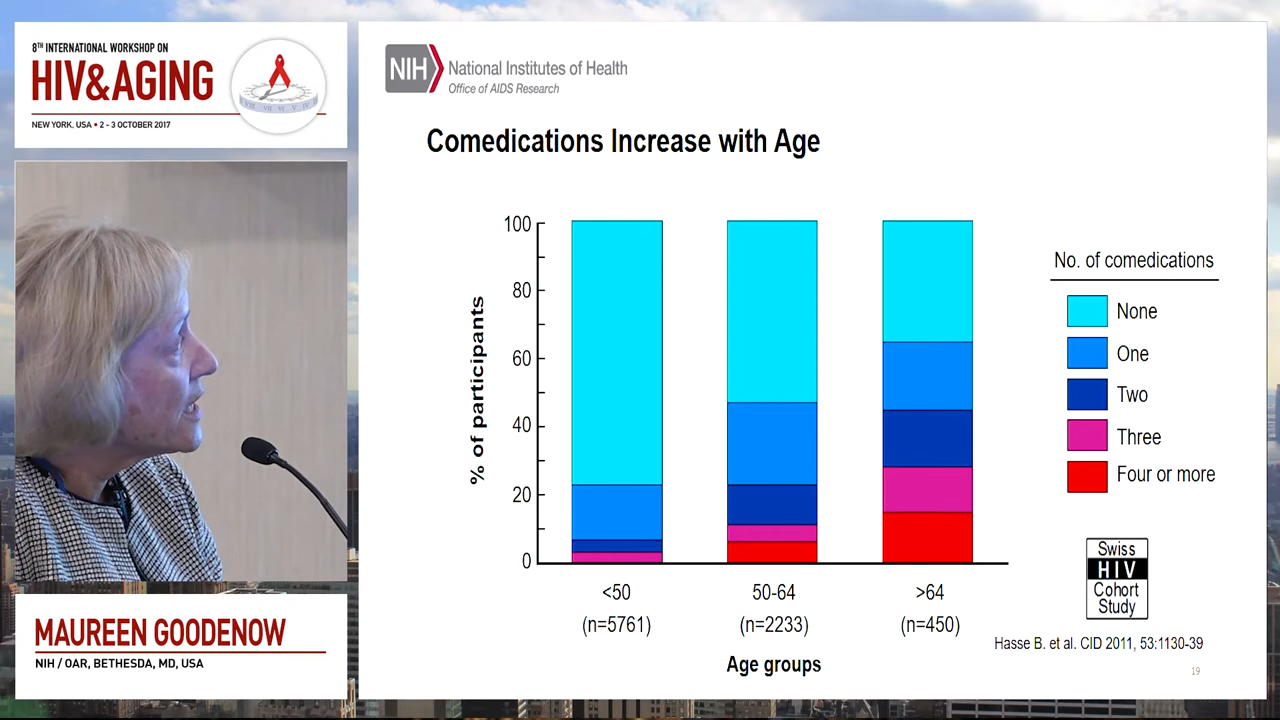 8TH INTERNATIONAL WORKSHOP ON
HIV&AGING
NEW YORK, USA • 2 - 3 OCTOBER 2017
MAUREEN GOODENOW
NIH / OAR, BETHESDA, MD, USA
NIH
National Institutes of Health
Office of AIDS Research
Comedications Increase with Age
% of participants
100
80
60
40
20
0
<50
50-64
>64
(n=5761)
(n=2233)
(n=450)
Age groups
No. of comedications
None
One
Two
Three
Four or more
Swiss
HIV
Cohort
Study
Hasse B. et al. CID 2011, 53:1130-39
19